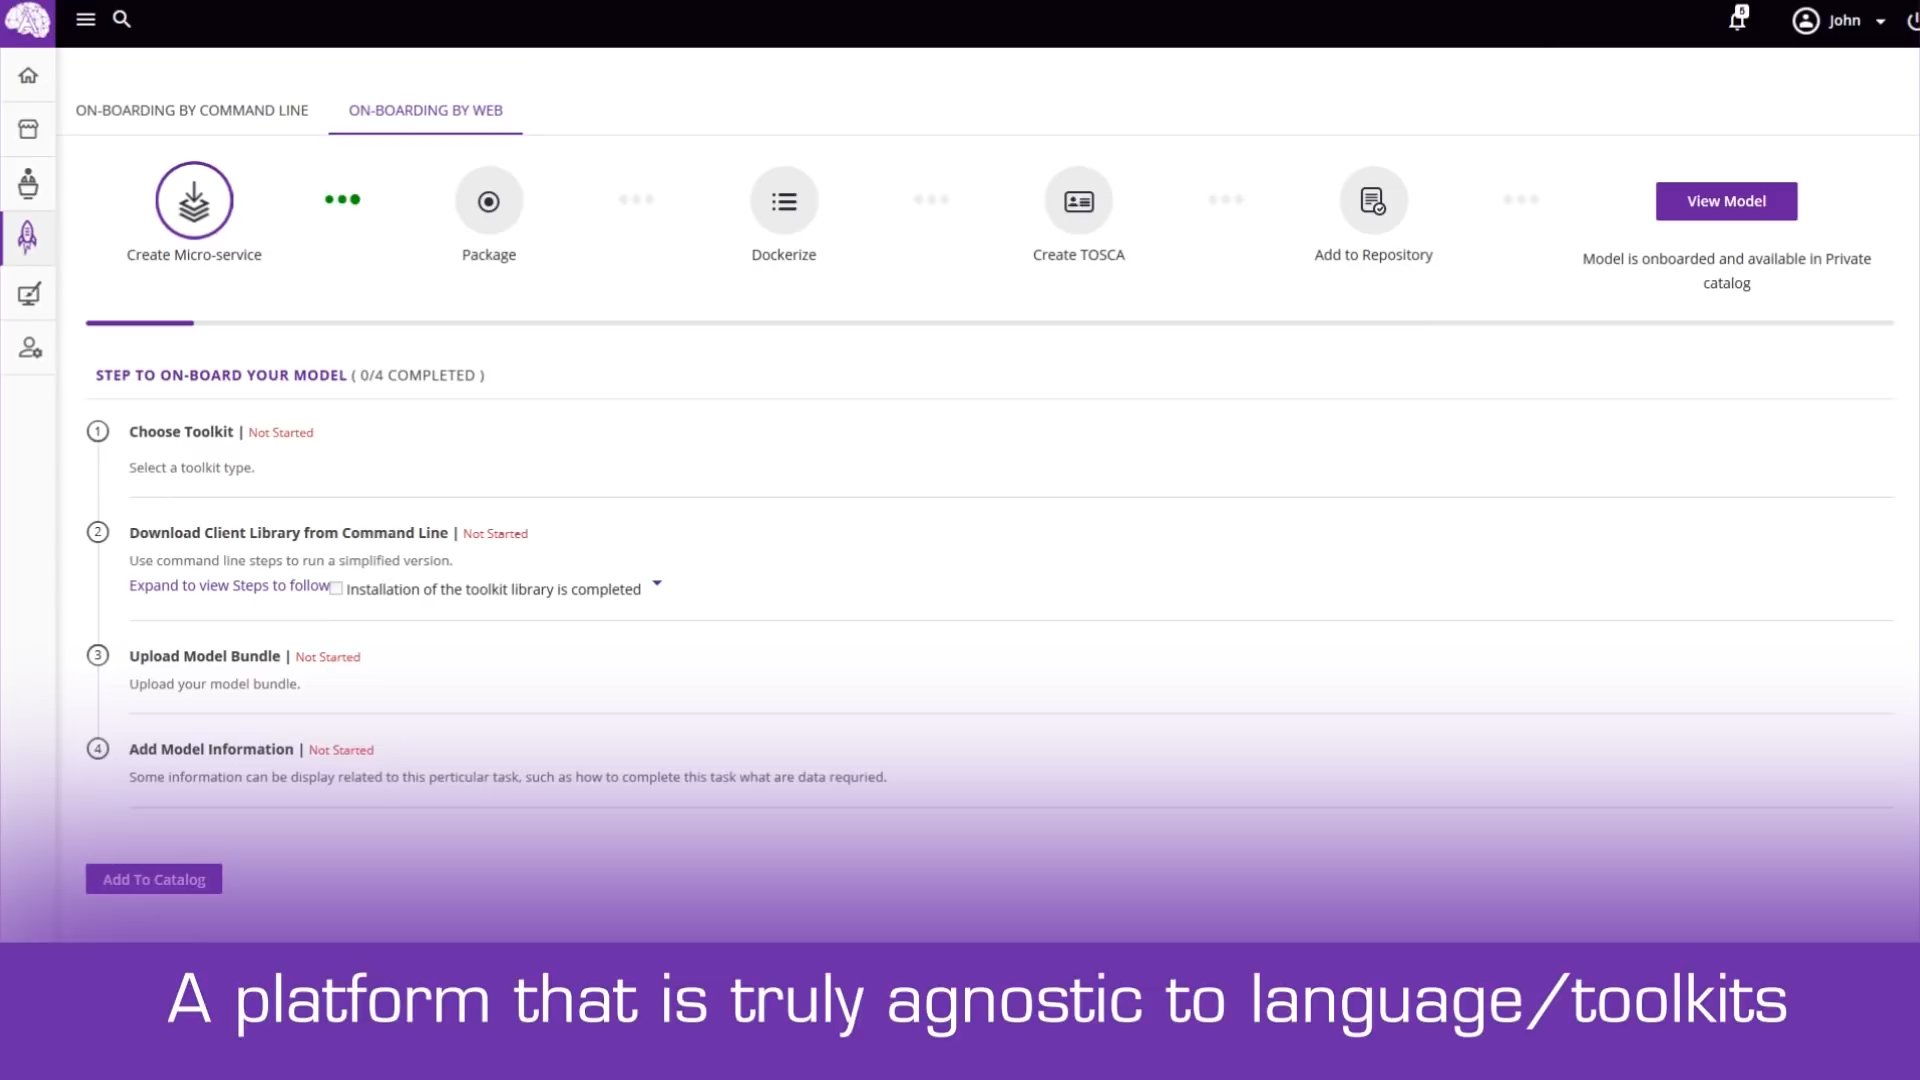 5
John
ON-BOARDING BY COMMAND LINE
ON-BOARDING BY WEB
Create Micro-service
Package
Dockerize
Create TOSCA
Add to Repository
View Model
Model is onboarded and available in Private
catalog
STEP TO ON-BOARD YOUR MODEL ( 0/4 COMPLETED )
1
Choose Toolkit | Not Started
Select a toolkit type.
2
Download Client Library from Command Line | Not Started
Use command line steps to run a simplified version.
Expand to view Steps to follow Installation of the toolkit library is completed
3
Upload Model Bundle | Not Started
Upload your model bundle.
4
Add Model Information | Not Started
Some information can be display related to this perticular task, such as how to complete this task what are data requried.
Add To Catalog
A platform that is truly agnostic to language/toolkits